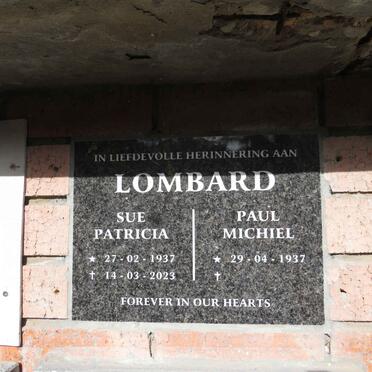 IN LIEFDEVOLLE HERINNERING AAN
LOMBARD
SUE
PATRICIA
★ 27-02-1937
† 14-03-2023
PAUL
MICHIEL
★ 29-04-1937
†
FOREVER IN OUR HEARTS